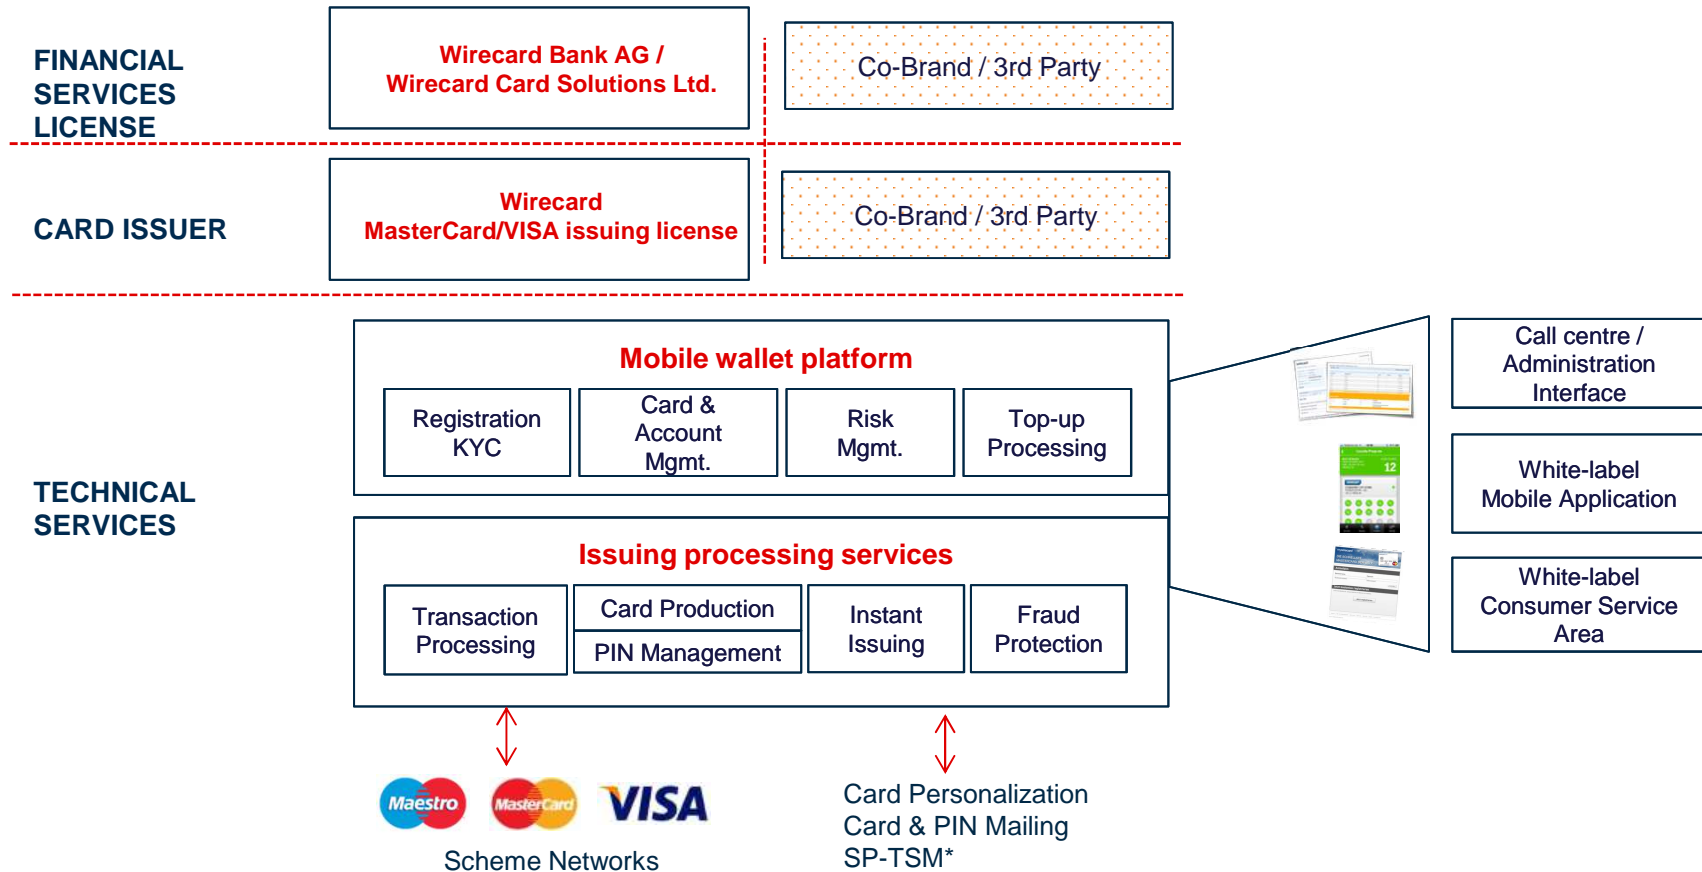 FINANCIAL
SERVICES
LICENSE
Wirecard Bank AG /
Wirecard Card Solutions Ltd.
Co-Brand / 3rd Party
CARD ISSUER
Wirecard
MasterCard/VISA issuing license
Co-Brand / 3rd Party
TECHNICAL
SERVICES
Mobile wallet platform
Registration
KYC
Card &
Account
Mgmt.
Risk
Mgmt.
Top-up
Processing
Issuing processing services
Transaction
Processing
Card Production
PIN Management
Instant
Issuing
Fraud
Protection
12
Call centre /
Administration
Interface
White-label
Mobile Application
White-label
Consumer Service
Area
Maestro
MasterCard
VISA
Scheme Networks
Card Personalization
Card & PIN Mailing
SP-TSM*